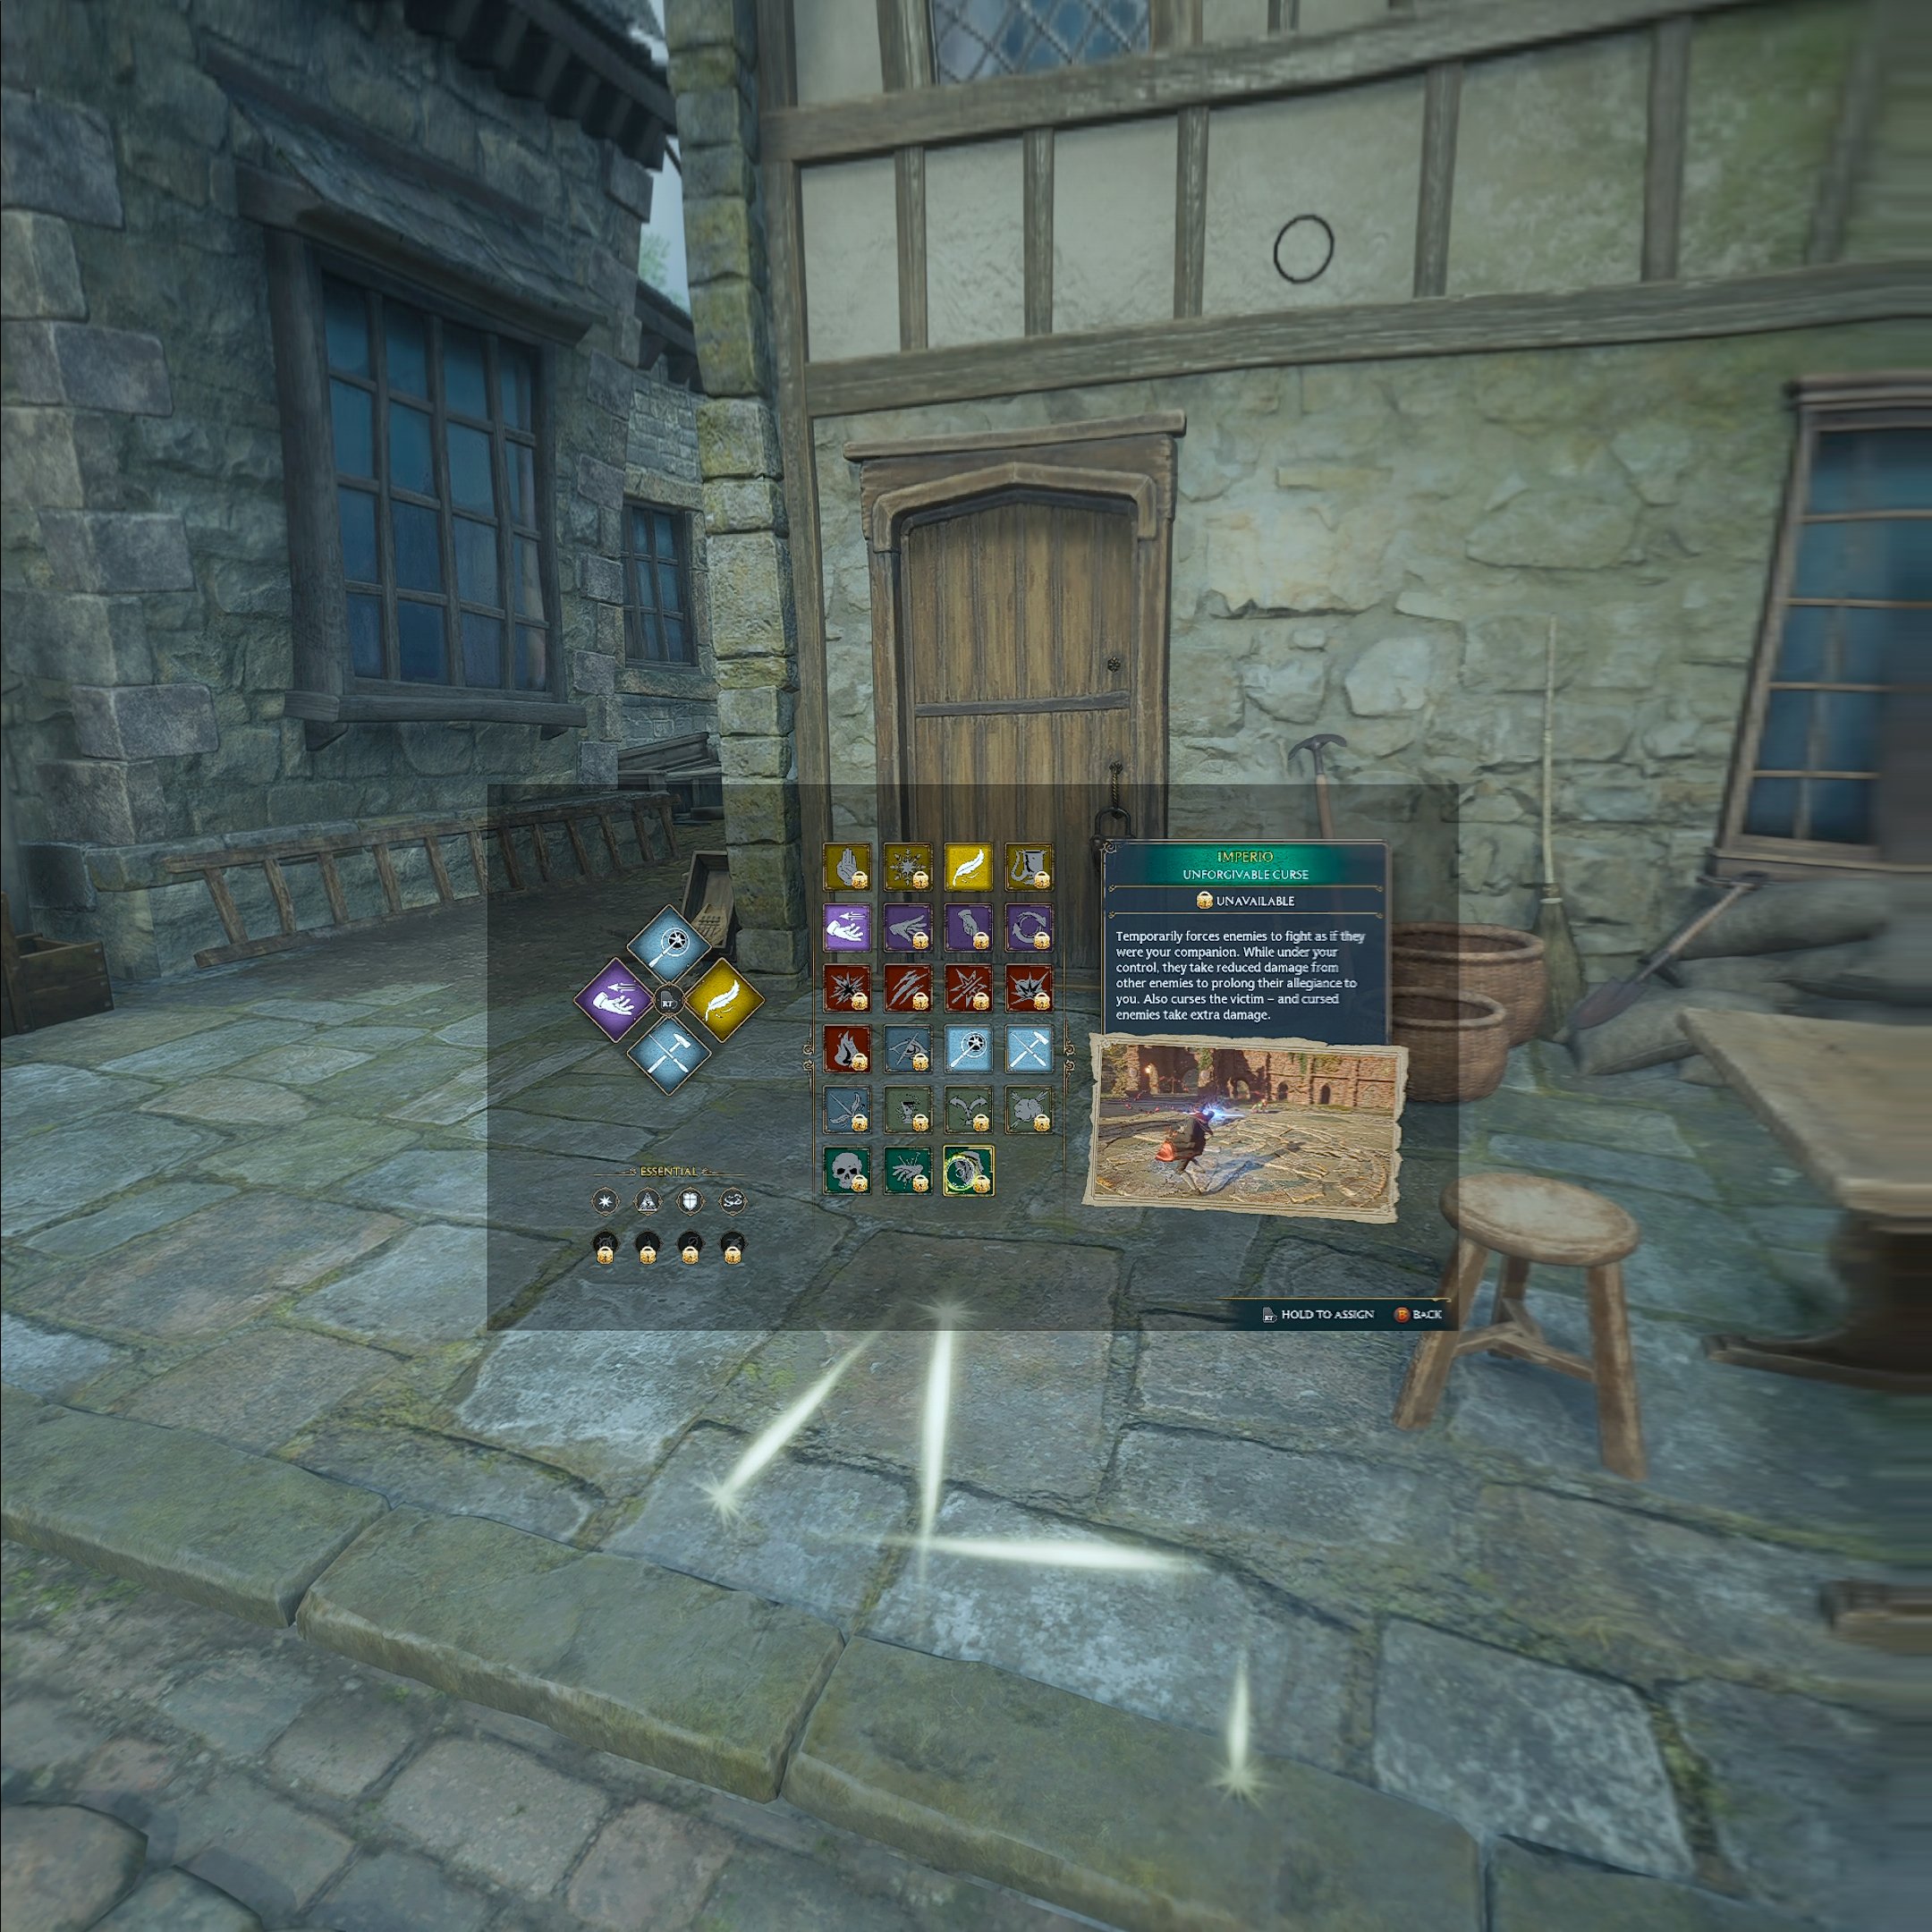 IMPERIO
UNFORGIVABLE CURSE
UNAVAILABLE
Temporarily forces enemies to fight as if they
were your companion. While under your
control, they take reduced damage from
other enemies to prolong their allegiance to
you. Also curses the victim – and cursed
enemies take extra damage.
RT
ESSENTIAL
RT HOLD TO ASSIGN B BACK